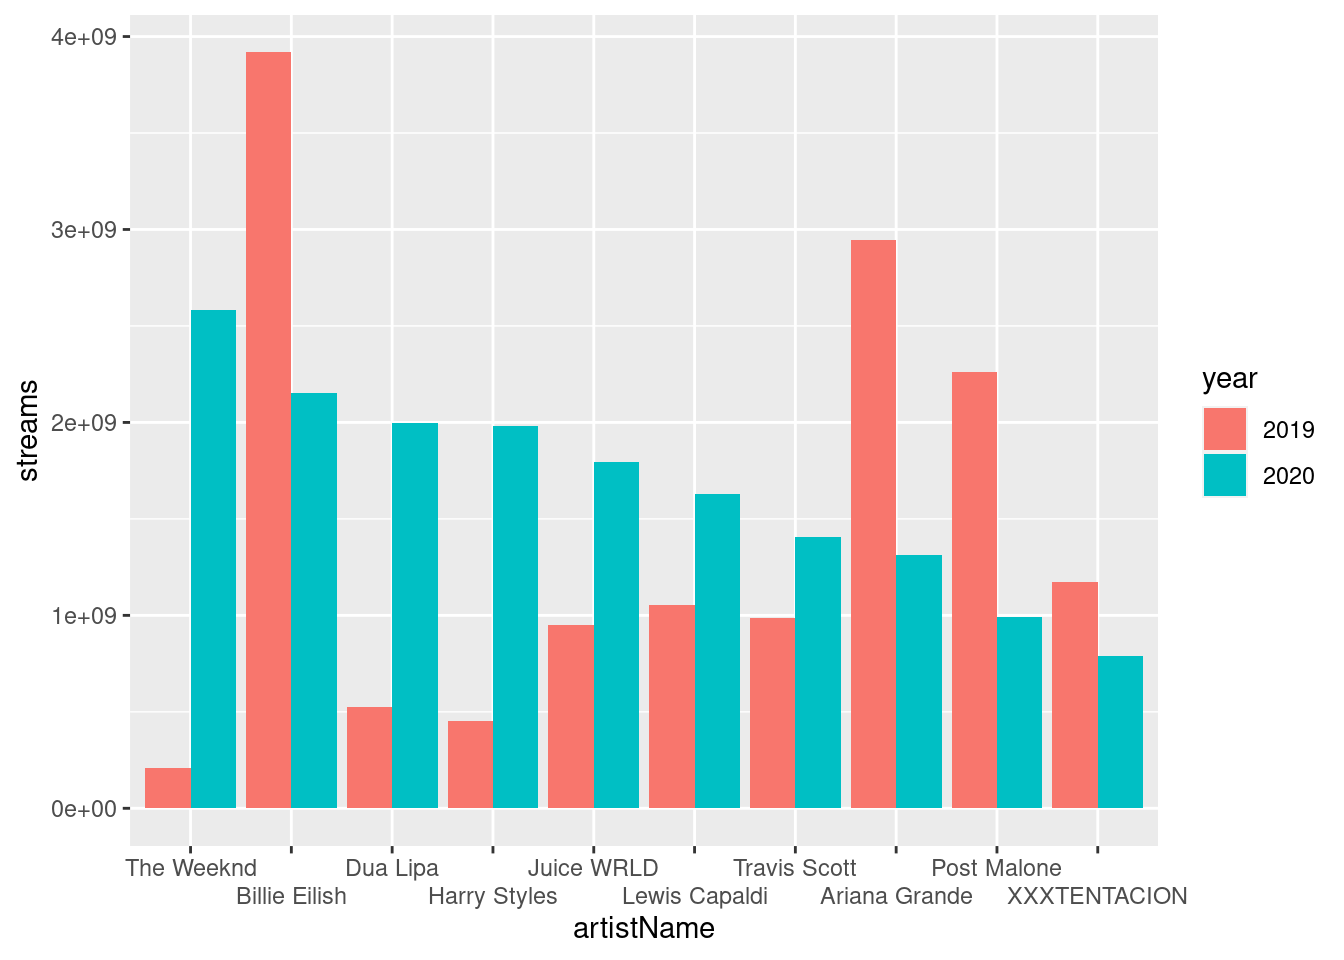 4e+09
3e+09
2e+09
1e+09
0e+00
streams
The Weeknd Dua Lipa Juice WRLD Travis Scott Post Malone
Billie Eilish Harry Styles Lewis Capaldi Ariana Grande XXXTENTACION
artistName
year
2019
2020